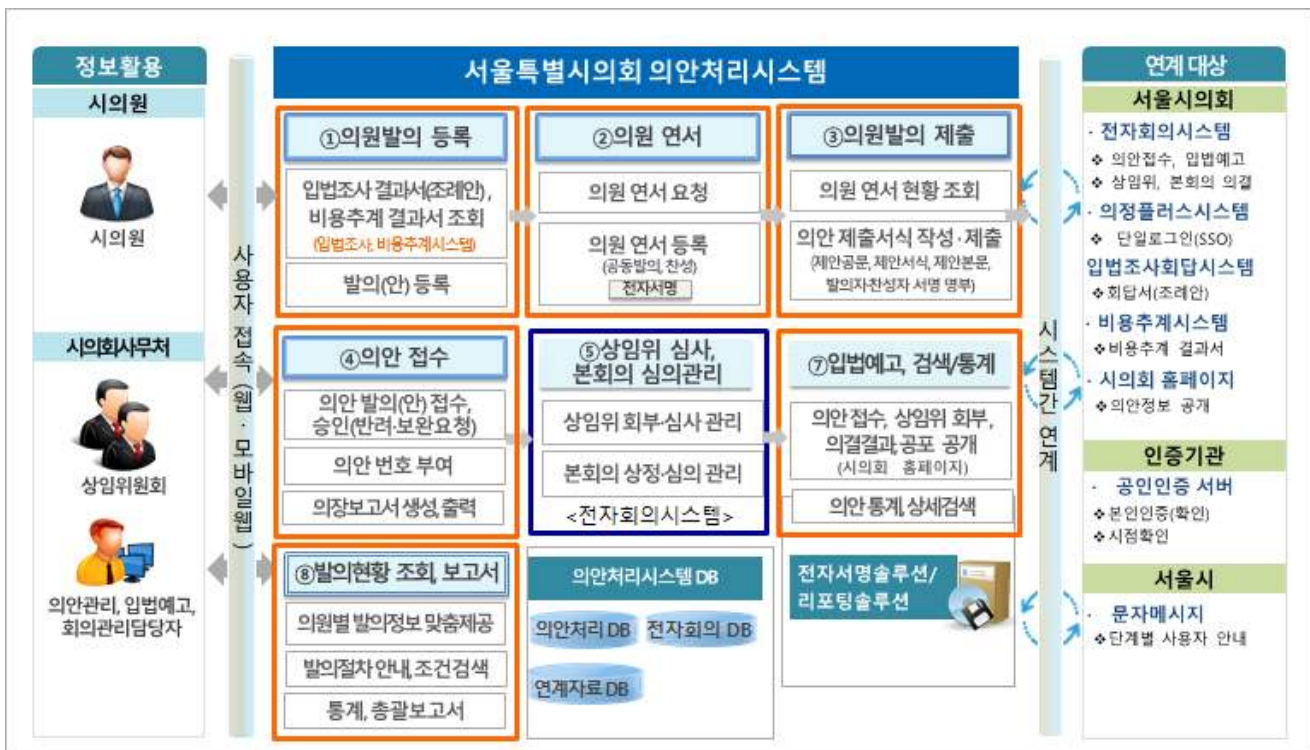 정보활용
시의원
시의원
시의회사무처
상임위원회
의안관리, 입법예고,
회의관리담당자
사용자 접속 (웹 · 모바일웹 )
서울특별시의회 의안처리시스템
①의원발의 등록
입법조사 결과서(조례안),
비용추계 결과서 조회
(입법조사, 비용추계시스템)
발의(안) 등록
②의원 연서
의원 연서 요청
의원 연서 등록
(공동발의, 찬성)
전자서명
③의원발의 제출
의원 연서 현황 조회
의안 제출서식 작성·제출
(제안공문, 제안서식, 제안본문,
발의자·찬성자 서명 명부)
④의안 접수
의안 발의(안) 접수,
승인(반려·보완요청)
의안 번호 부여
의장보고서 생성, 출력
⑤상임위 심사,
본회의 심의관리
상임위 회부·심사 관리
본회의 상정·심의 관리
<전자회의시스템>
⑦입법예고, 검색/통계
의안 접수, 상임위 회부,
의결결과, 공포 공개
(시의회 홈페이지)
의안 통계, 상세검색
⑧발의현황 조회, 보고서
의원별 발의정보 맞춤제공
발의절차 안내, 조건검색
통계, 총괄보고서
의안처리시스템 DB
의안처리 DB
전자회의 DB
연계자료 DB
전자서명솔루션/
리포팅솔루션
시스템간 연계
연계 대상
서울시의회
· 전자회의시스템
❖ 의안접수, 입법예고
❖ 상임위, 본회의 의결
· 의정플러스시스템
❖ 단일로그인(SSO)
입법조사회답시스템
❖회답서(조례안)
· 비용추계시스템
❖비용추계 결과서
· 시의회 홈페이지
❖의안정보 공개
인증기관
· 공인인증 서버
❖본인인증(확인)
❖시점확인
서울시
· 문자메시지
❖단계별 사용자 안내